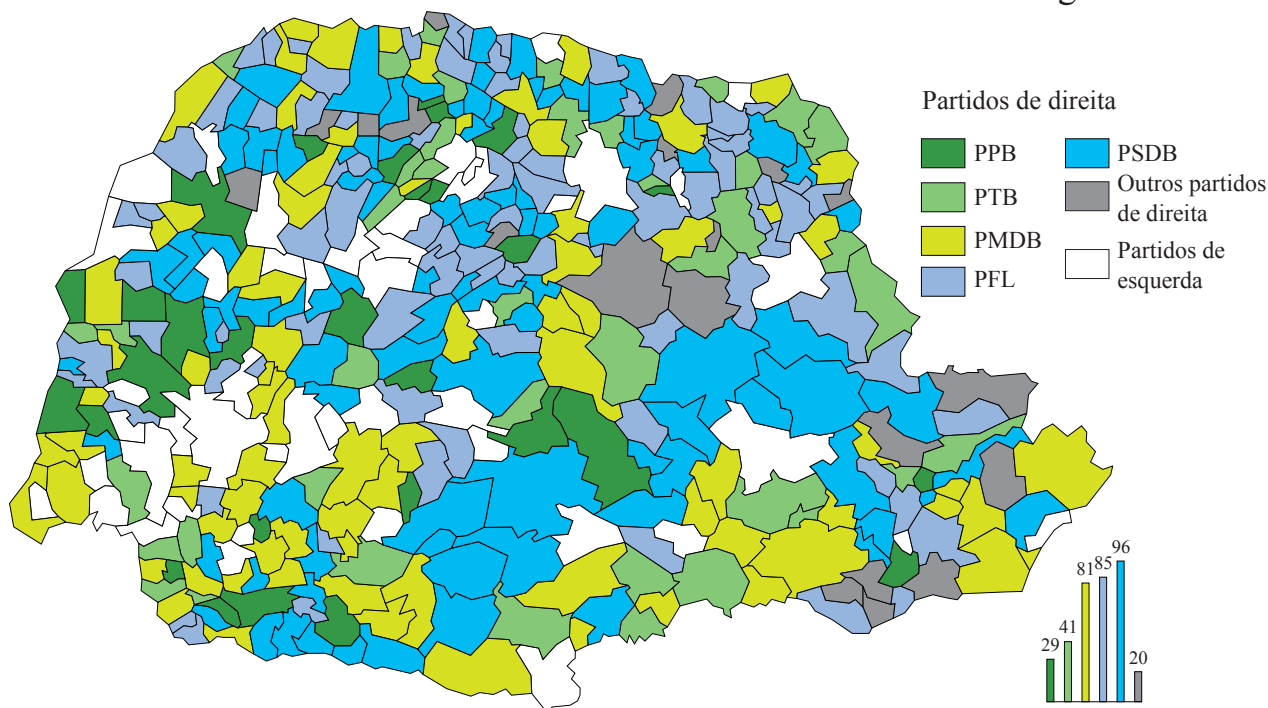 g
Partidos de direita
PPB
PTB
PMDB
PFL
PSDB
Outros partidos
de direita
Partidos de
esquerda
29
41
81
85
96
20